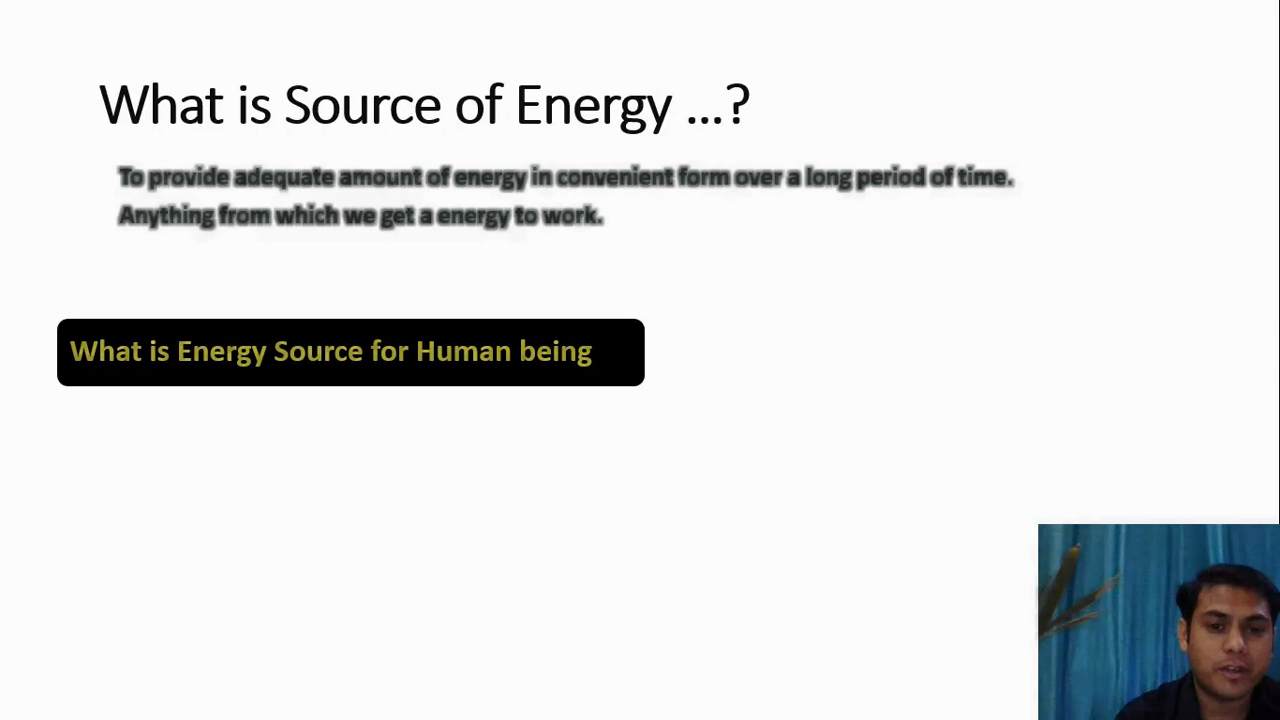 What is Source of Energy ...?
To provide adequate amount of energy in convenient form over a long period of time.
Anything from which we get a energy to work.
What is Energy Source for Human being